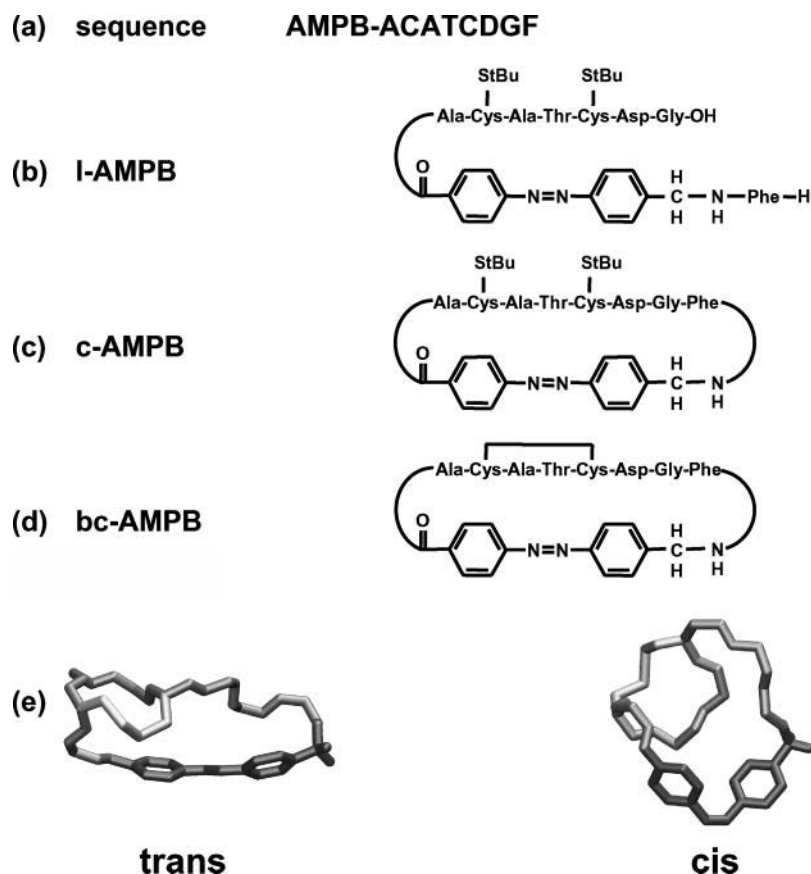 (a) sequence AMPB-ACATCDGF
StBu StBu
Ala-Cys-Ala-Thr-Cys-Asp-Gly-OH
(b) l-AMPB
O H
N=N C N Phe H
H H
StBu StBu
Ala-Cys-Ala-Thr-Cys-Asp-Gly-Phe
(c) c-AMPB
O H
N=N C N
H H
Ala-Cys-Ala-Thr-Cys-Asp-Gly-Phe
(d) bc-AMPB
O H
N=N C N
H H
(e)
trans cis